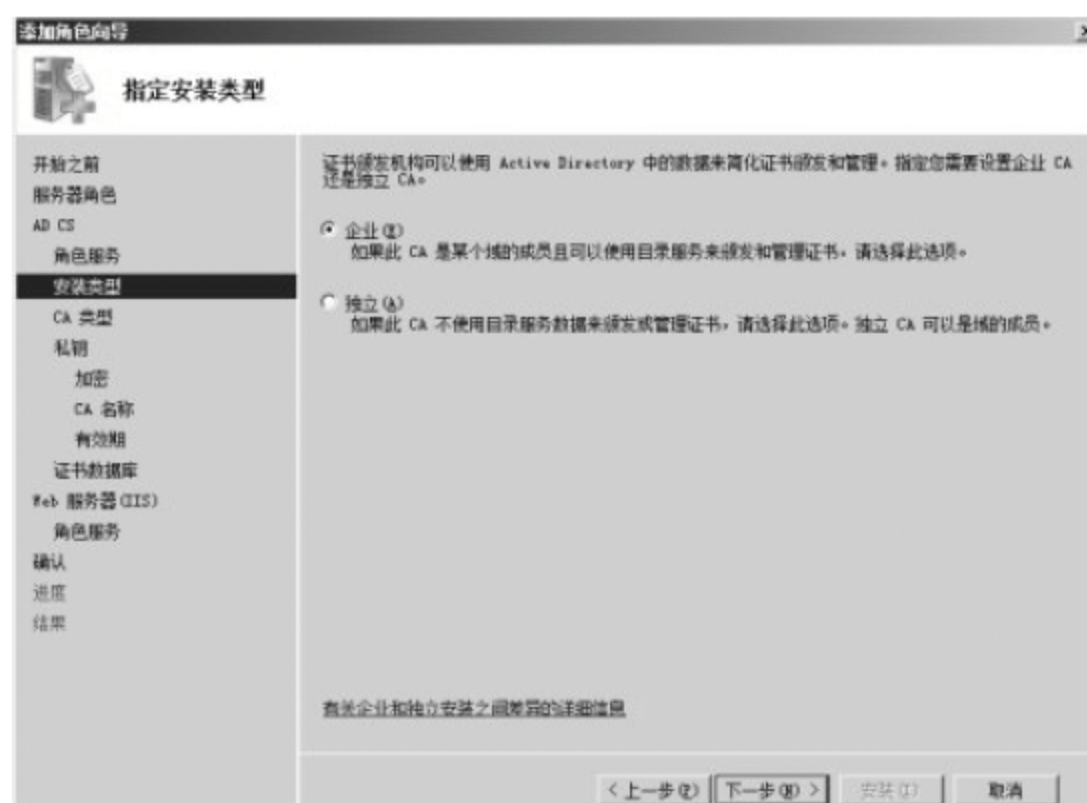 添加角色向导
指定安装类型
开始之前
服务器角色
AD CS
角色服务
安装类型
CA 类型
私钥
加密
CA 名称
有效期
证书数据库
Web 服务器(IIS)
角色服务
确认
进度
结果
证书颁发机构可以使用 Active Directory 中的数据来简化证书颁发和管理。指定您需要设置企业 CA
还是独立 CA。
企业(E)
如果此 CA 是某个域的成员且可以使用目录服务来颁发和管理证书，请选择此选项。
独立(A)
如果此 CA 不使用目录服务数据来颁发或管理证书，请选择此选项。独立 CA 可以是域的成员。
有关企业和独立安装之间差异的详细信息
< 上一步(P)
下一步(N) >
安装(I)
取消